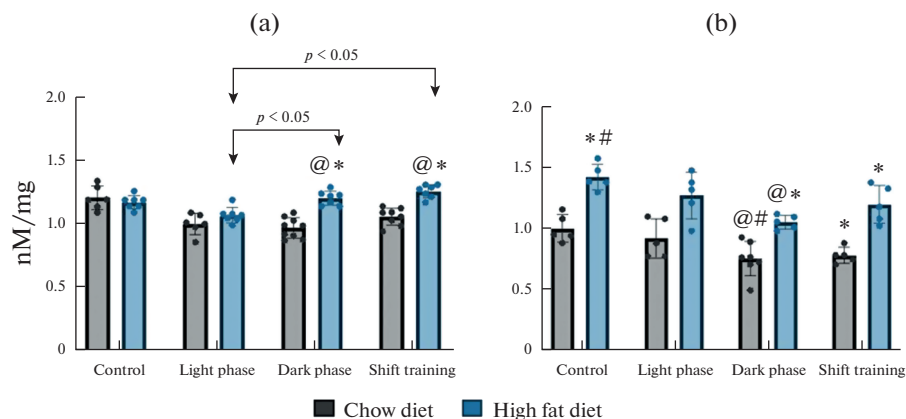 (a)
(b)
p < 0.05
p < 0.05
nM/mg
2.0
1.5
1.0
0.5
0
@ *
@ *
Control
Light phase
Dark phase
Shift training
2.0
1.5
1.0
0.5
0
* #
@ #
@ *
*
*
Control
Light phase
Dark phase
Shift training
Chow diet
High fat diet